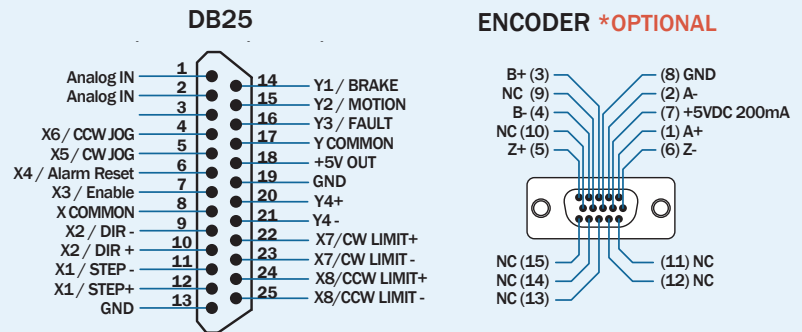 DB25
Analog IN 1
Analog IN 2
3
X6 / CCW JOG 4
X5 / CW JOG 5
X4 / Alarm Reset 6
X3 / Enable 7
X COMMON 8
X2 / DIR - 9
X2 / DIR + 10
X1 / STEP - 11
X1 / STEP+ 12
GND 13
14 Y1 / BRAKE
15 Y2 / MOTION
16 Y3 / FAULT
17 Y COMMON
18 +5V OUT
19 GND
20 Y4+
21 Y4 -
22 X7/CW LIMIT+
23 X7/CW LIMIT -
24 X8/CCW LIMIT+
25 X8/CCW LIMIT -
ENCODER *OPTIONAL
B+ (3)
NC (9)
B- (4)
NC (10)
Z+ (5)
(8) GND
(2) A-
(7) +5VDC 200mA
(1) A+
(6) Z-
NC (15)
NC (14)
NC (13)
(11) NC
(12) NC